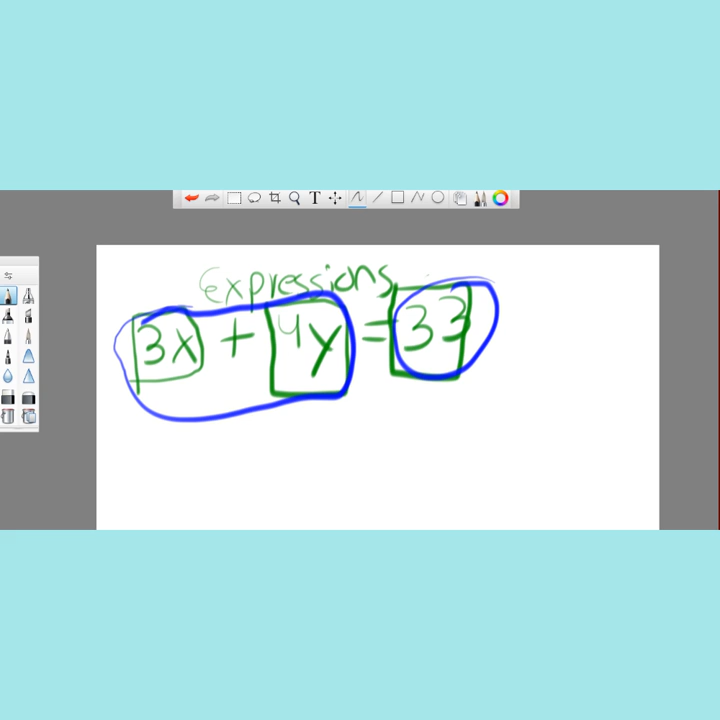 expressions
3x + 4y = 33